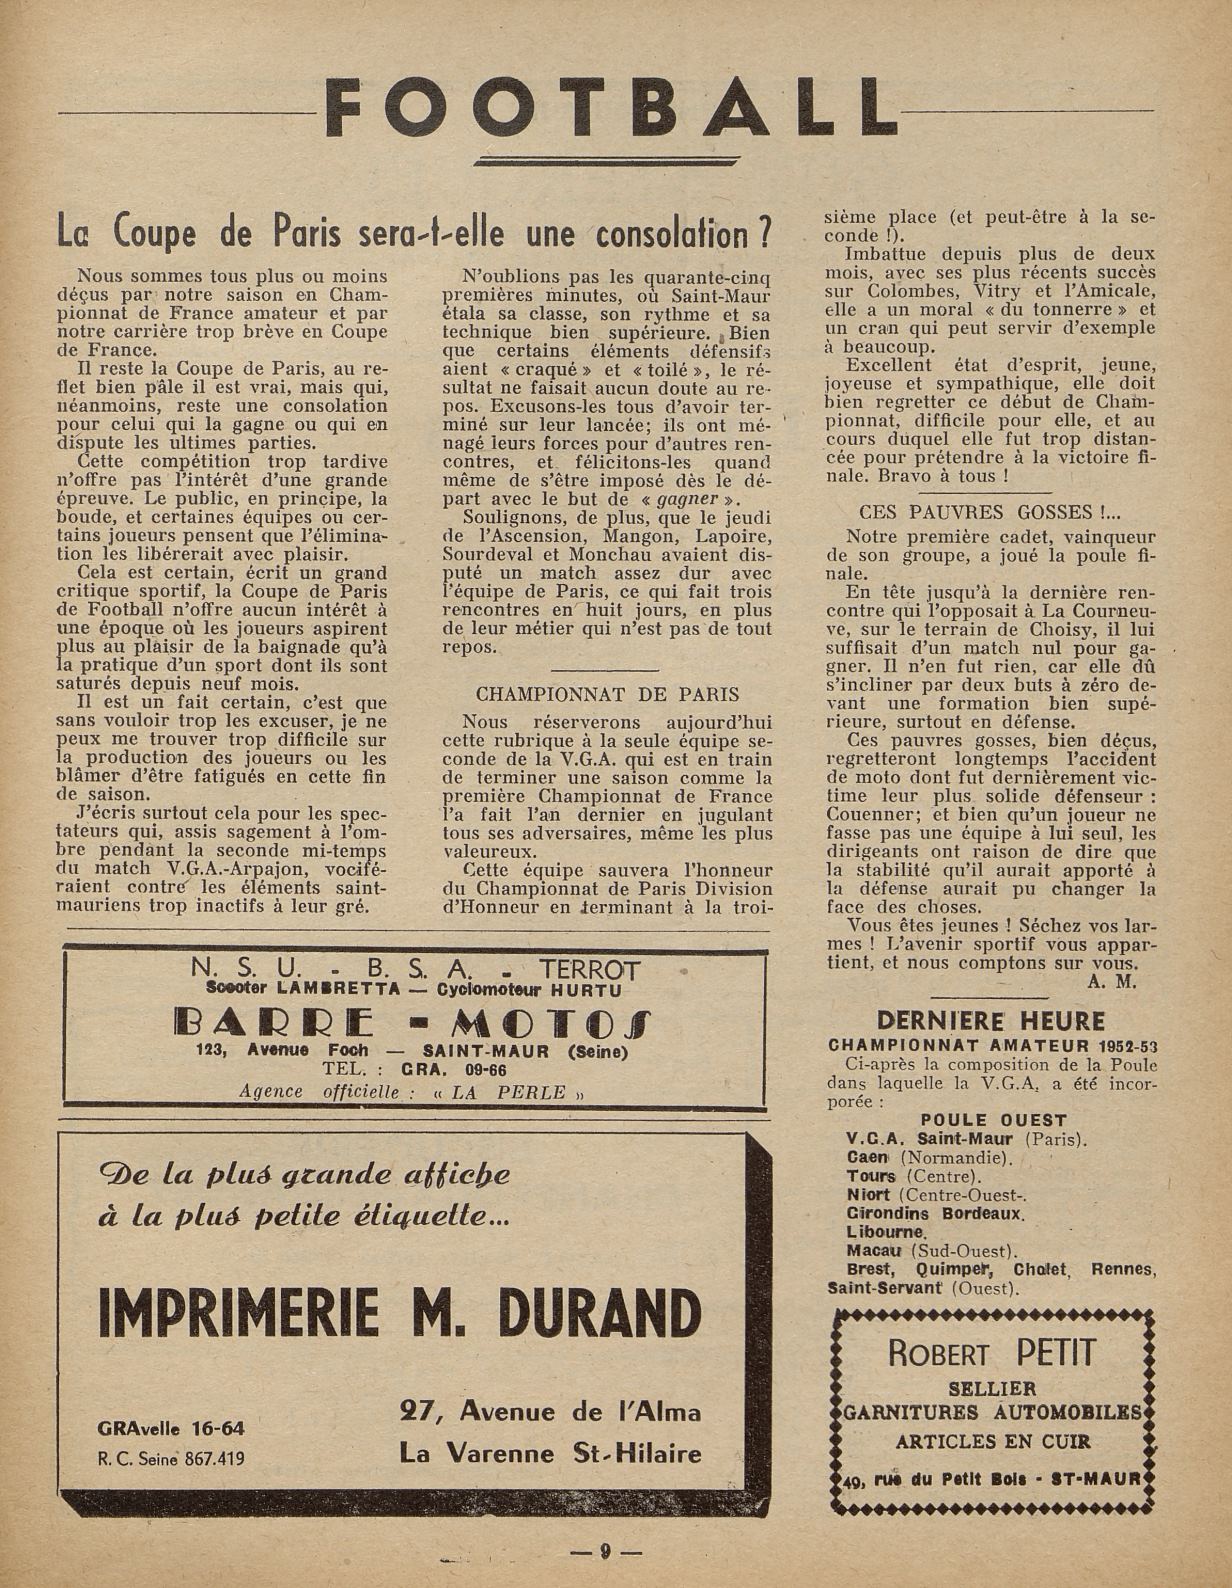 FOOTBALL
La Coupe de Paris sera-t-elle une consolation ?
Nous sommes tous plus ou moins
déçus par notre saison en Cham-
pionnat de France amateur et par
notre carrière trop brève en Coupe
de France.
Il reste la Coupe de Paris, au re-
flet bien pâle il est vrai, mais qui,
néanmoins, reste une consolation
pour celui qui la gagne ou qui en
dispute les ultimes parties.
Cette compétition trop tardive
n'offre pas l'intérêt d'une grande
épreuve. Le public, en principe, la
boude, et certaines équipes ou cer-
tains joueurs pensent que l'élimina-
tion les libérerait avec plaisir.
Cela est certain, écrit un grand
critique sportif, la Coupe de Paris
de Football n'offre aucun intérêt à
une époque où les joueurs aspirent
plus au plaisir de la baignade qu'à
la pratique d'un sport dont ils sont
saturés depuis neuf mois.
Il est un fait certain, c'est que
sans vouloir trop les excuser, je ne
peux me trouver trop difficile sur
la production des joueurs ou les
blâmer d'être fatigués en cette fin
de saison.
J'écris surtout cela pour les spec-
tateurs qui, assis sagement à l'om-
bre pendant la seconde mi-temps
du match V.G.A.-Arpajon, vocifé-
raient contre les éléments saint-
mauriens trop inactifs à leur gré.
N'oublions pas les quarante-cinq
premières minutes, où Saint-Maur
étala sa classe, son rythme et sa
technique bien supérieure. Bien
que certains éléments défensifs
aient « craqué » et « toilé », le ré-
sultat ne faisait aucun doute au re-
pos. Excusons-les tous d'avoir ter-
miné sur leur lancée; ils ont mé-
nagé leurs forces pour d'autres ren-
contres, et félicitons-les quand
même de s'être imposé dès le dé-
part avec le but de « gagner ».
Soulignons, de plus, que le jeudi
de l'Ascension, Mangon, Lapoire,
Sourdeval et Monchau avaient dis-
puté un match assez dur avec
l'équipe de Paris, ce qui fait trois
rencontres en huit jours, en plus
de leur métier qui n'est pas de tout
repos.
CHAMPIONNAT DE PARIS
Nous réserverons aujourd'hui
cette rubrique à la seule équipe se-
conde de la V.G.A. qui est en train
de terminer une saison comme la
première Championnat de France
l'a fait l'an dernier en jugulant
tous ses adversaires, même les plus
valeureux.
Cette équipe sauvera l'honneur
du Championnat de Paris Division
d'Honneur en terminant à la troi-
sième place (et peut-être à la se-
conde !).
Imbattue depuis plus de deux
mois, avec ses plus récents succès
sur Colombes, Vitry et l'Amicale,
elle a un moral « du tonnerre » et
un cran qui peut servir d'exemple
à beaucoup.
Excellent état d'esprit, jeune,
joyeuse et sympathique, elle doit
bien regretter ce début de Cham-
pionnat, difficile pour elle, et au
cours duquel elle fut trop distan-
cée pour prétendre à la victoire fi-
nale. Bravo à tous !
CES PAUVRES GOSSES !...
Notre première cadet, vainqueur
de son groupe, a joué la poule fi-
nale.
En tête jusqu'à la dernière ren-
contre qui l'opposait à La Courneu-
ve, sur le terrain de Choisy, il lui
suffisait d'un match nul pour ga-
gner. Il n'en fut rien, car elle dû
s'incliner par deux buts à zéro de-
vant une formation bien supé-
rieure, surtout en défense.
Ces pauvres gosses, bien déçus,
regretteront longtemps l'accident
de moto dont fut dernièrement vic-
time leur plus solide défenseur :
Couenner; et bien qu'un joueur ne
fasse pas une équipe à lui seul, les
dirigeants ont raison de dire que
la stabilité qu'il aurait apporté à
la défense aurait pu changer la
face des choses.
Vous êtes jeunes ! Séchez vos lar-
mes ! L'avenir sportif vous appar-
tient, et nous comptons sur vous.
A. M.
DERNIERE HEURE
CHAMPIONNAT AMATEUR 1952-53
Ci-après la composition de la Poule
dans laquelle la V.G.A. a été incor-
porée :
POULE OUEST
V.G.A. Saint-Maur (Paris).
Caen (Normandie).
Tours (Centre).
Niort (Centre-Ouest-.
Girondins Bordeaux.
Libourne.
Macau (Sud-Ouest).
Brest, Quimper, Cholet, Rennes,
Saint-Servant (Ouest).
N. S. U. - B. S. A. - TERROT
Scooter LAMBRETTA — Cyclomoteur HURTU
BARRE - MOTOS
123, Avenue Foch — SAINT-MAUR (Seine)
TEL. : GRA. 09-66
Agence officielle : « LA PERLE »
De la plus grande affiche
à la plus petite étiquette...
IMPRIMERIE M. DURAND
GRAvelle 16-64
R. C. Seine 867.419
27, Avenue de l'Alma
La Varenne St-Hilaire
ROBERT PETIT
SELLIER
GARNITURES AUTOMOBILES
ARTICLES EN CUIR
49, rue du Petit Bois - ST-MAUR
— 9 —